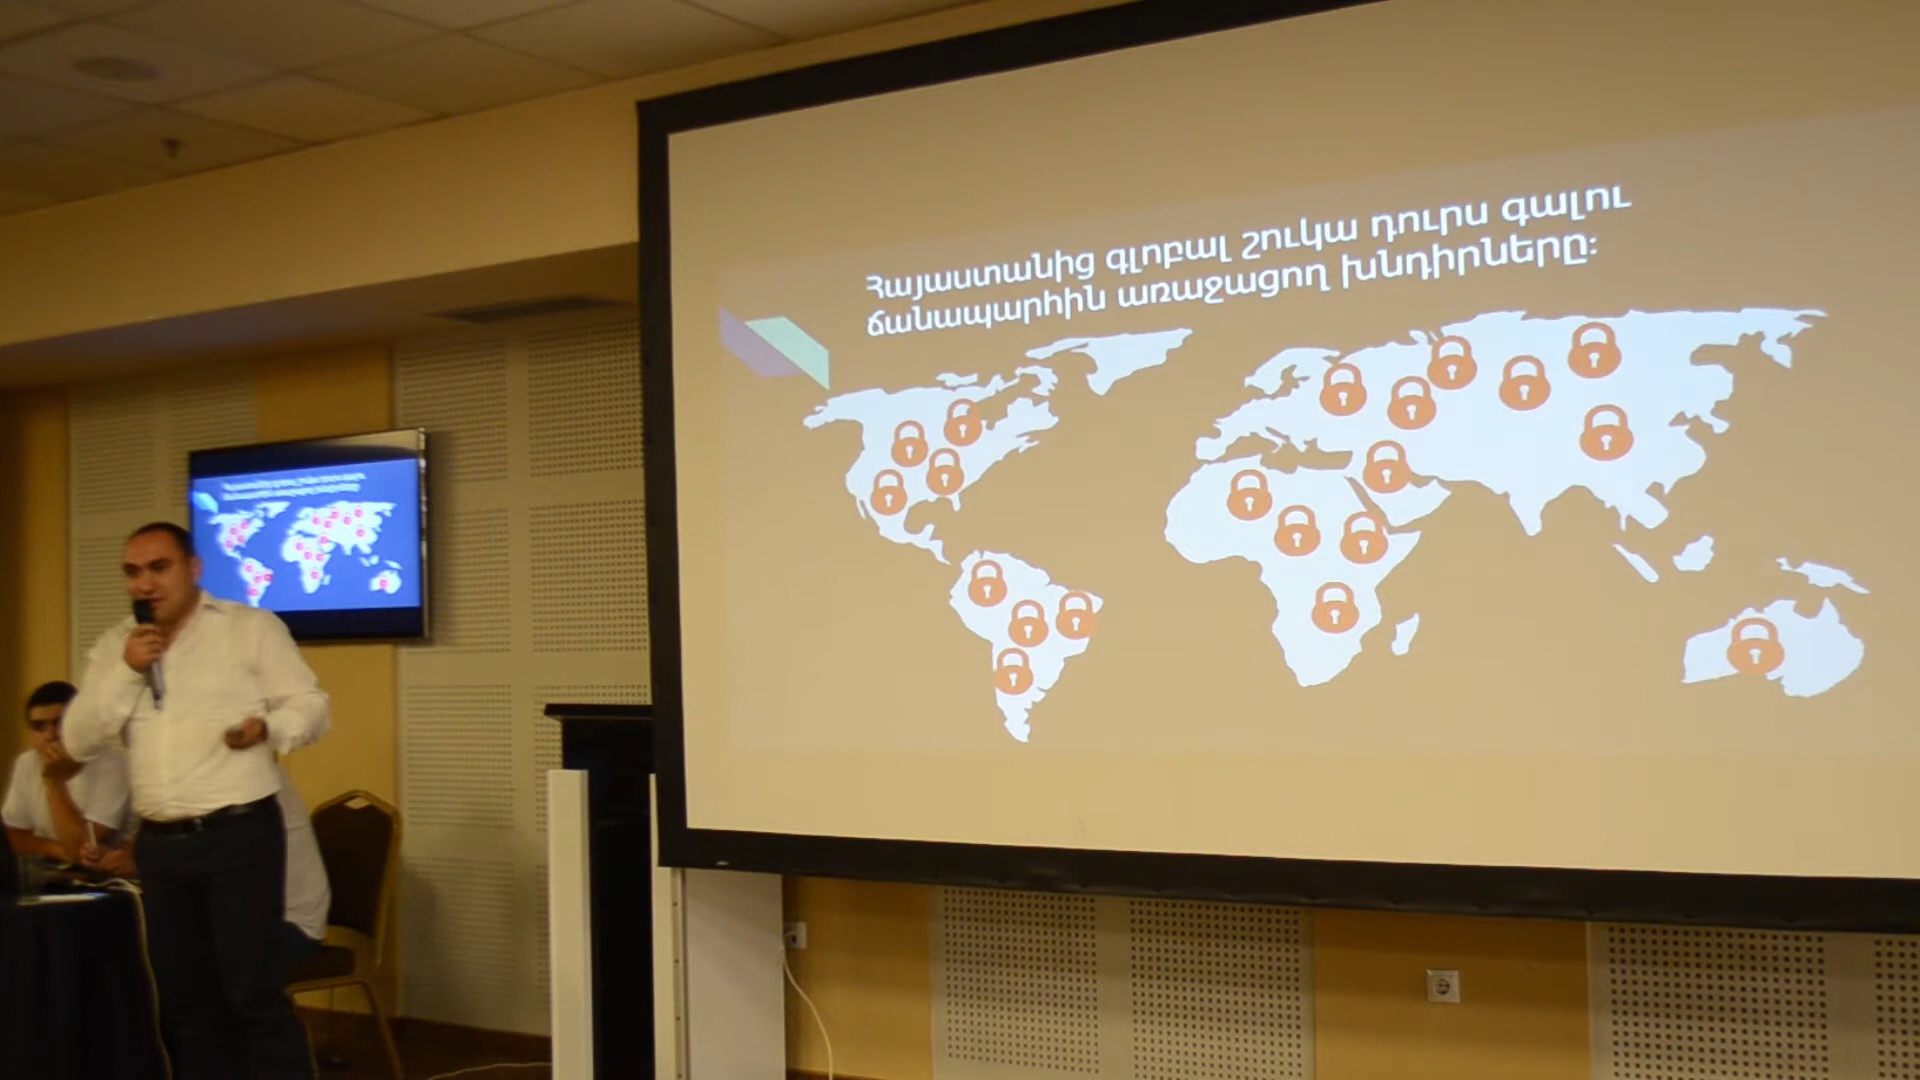 Հայաստանից գլոբալ շուկա դուրս գալու
ճանապարհին առաջացող խնդիրները: